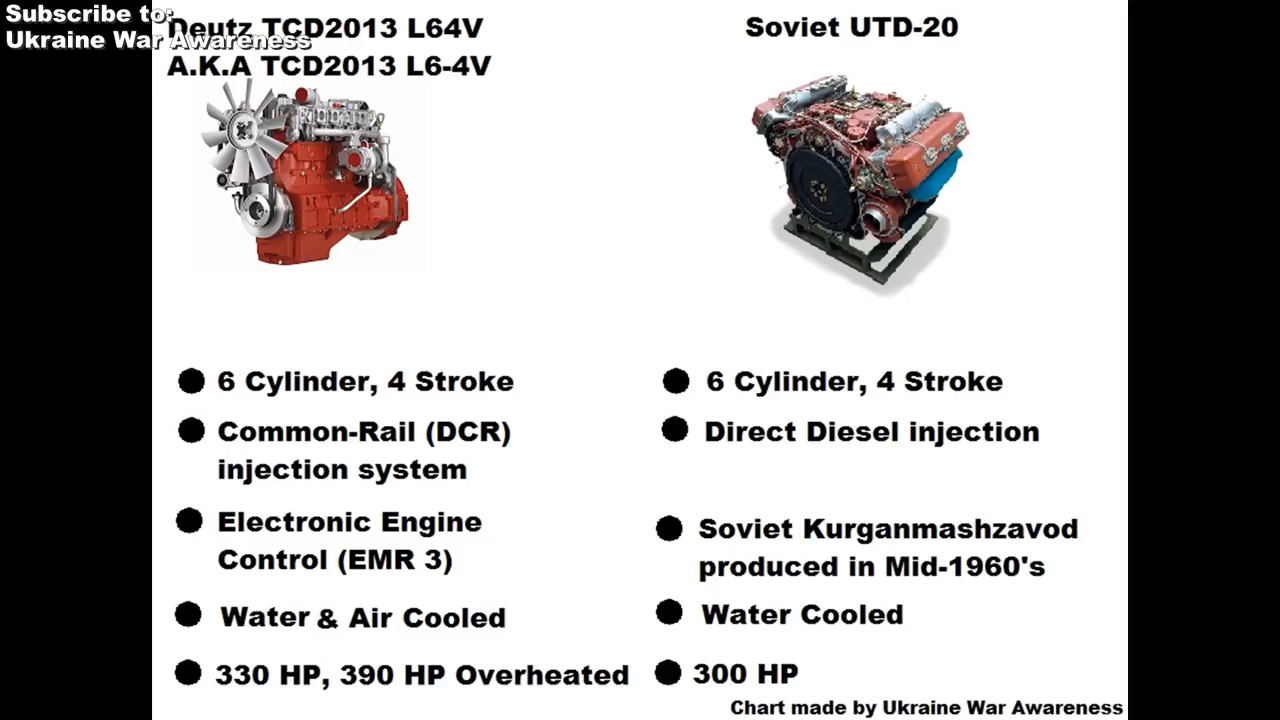 Subscribe to:
Ukraine War Awareness
Deutz TCD2013 L64V
A.K.A TCD2013 L6-4V
Soviet UTD-20
6 Cylinder, 4 Stroke
Common-Rail (DCR)
injection system
Electronic Engine
Control (EMR 3)
Water & Air Cooled
330 HP, 390 HP Overheated
6 Cylinder, 4 Stroke
Direct Diesel injection
Soviet Kurganmashzavod
produced in Mid-1960's
Water Cooled
300 HP
Chart made by Ukraine War Awareness